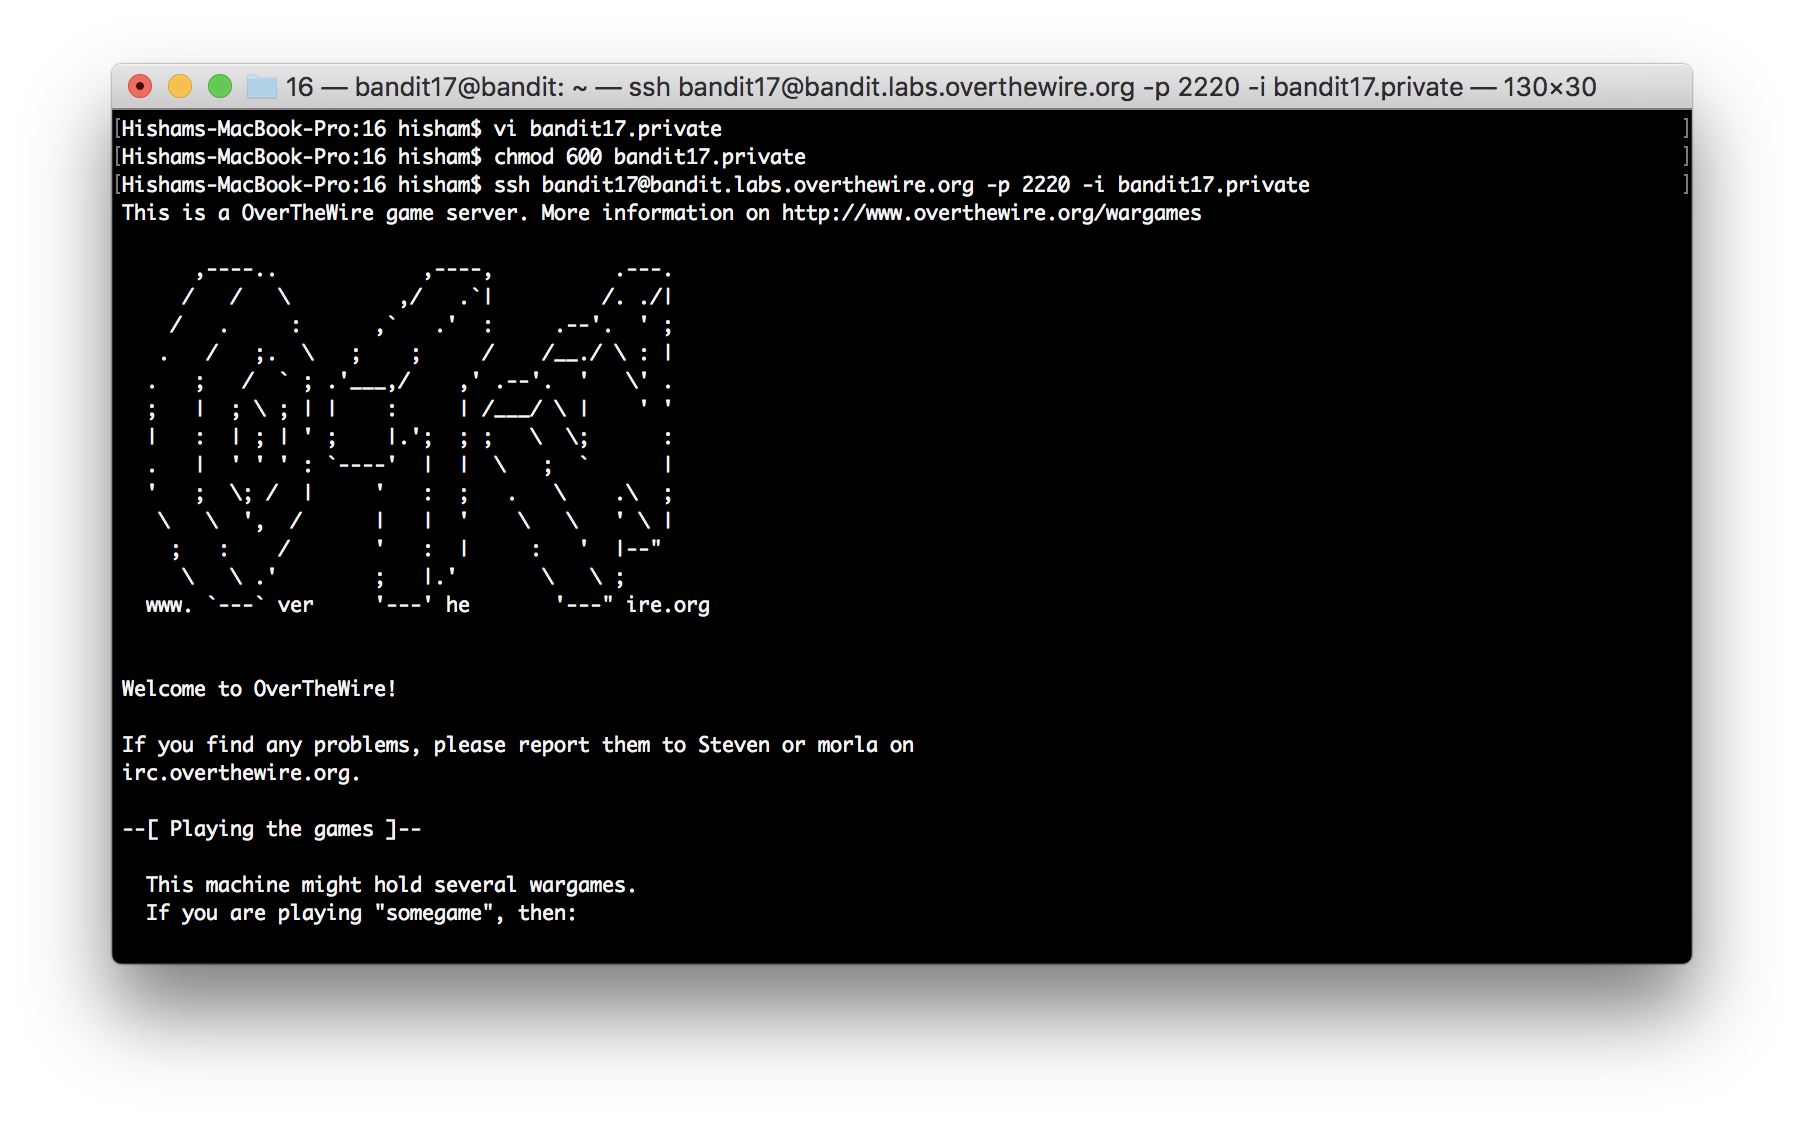 16 — bandit17@bandit: ~ — ssh bandit17@bandit.labs.overthewire.org -p 2220 -i bandit17.private — 130×30
[Hishams-MacBook-Pro:16 hisham$ vi bandit17.private ]
[Hishams-MacBook-Pro:16 hisham$ chmod 600 bandit17.private ]
[Hishams-MacBook-Pro:16 hisham$ ssh bandit17@bandit.labs.overthewire.org -p 2220 -i bandit17.private ]
This is a OverTheWire game server. More information on http://www.overthewire.org/wargames
      ,----..            ,----,          .---.
     /   /   \         ,/   .`|         /. ./|
    /   .     :      ,`   .'  :     .--'.  ' ;
   .   /   ;.  \   ;    ;     /    /__./ \ : |
  .   ;   /  ` ; .'___,/    ,' .--'.  '   \' .
  ;   |  ; \ ; | |    :     | /___/ \ |    ' '
  |   :  | ; | ' ;    |.';  ; ;   \  \;      :
  .   |  ' ' ' : `----'  |  |  \   ;  `      |
  '   ;  \; /  |     '   :  ;   .   \    .\  ;
   \   \  ',  /      |   |  '    \   \   ' \ |
    ;   :    /       '   :  |     :   '  |--"
     \   \ .'        ;   |.'       \   \ ;
  www. `---` ver     '---' he       '---" ire.org
Welcome to OverTheWire!
If you find any problems, please report them to Steven or morla on
irc.overthewire.org.
--[ Playing the games ]--
  This machine might hold several wargames.
  If you are playing "somegame", then: